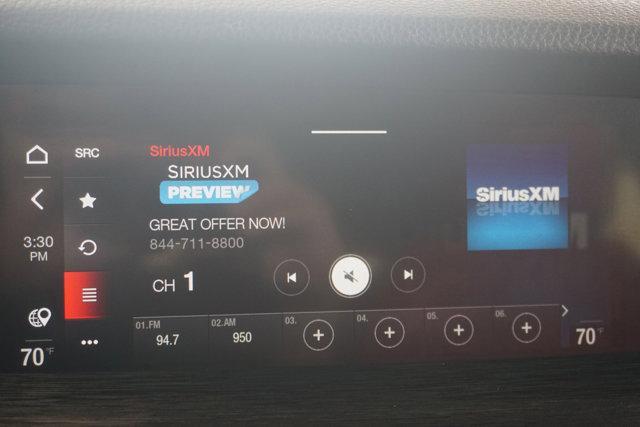 SRC
SiriusXM
SIRIUSXM
PREVIEW
GREAT OFFER NOW!
844-711-8800
SiriusXM
3:30
PM
CH 1
01.FM
94.7
02.AM
950
03.
04.
05.
06.
70°F
70°F